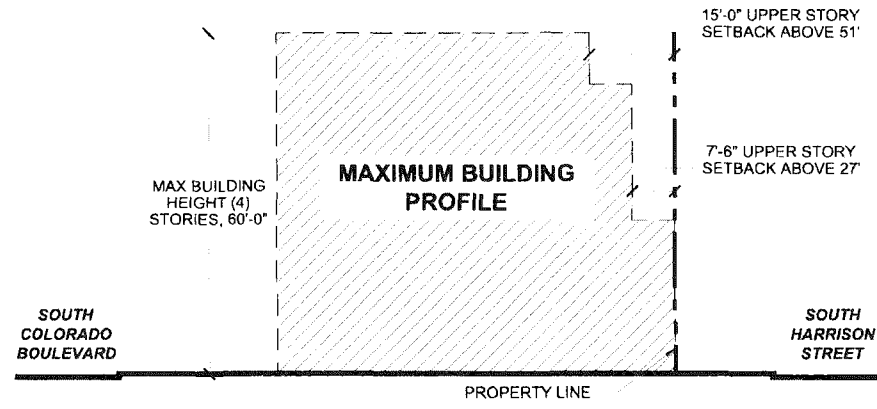 15'-0" UPPER STORY
SETBACK ABOVE 51'
7'-6" UPPER STORY
SETBACK ABOVE 27'
MAXIMUM BUILDING
PROFILE
MAX BUILDING
HEIGHT (4)
STORIES, 60'-0"
SOUTH
COLORADO
BOULEVARD
SOUTH
HARRISON
STREET
PROPERTY LINE